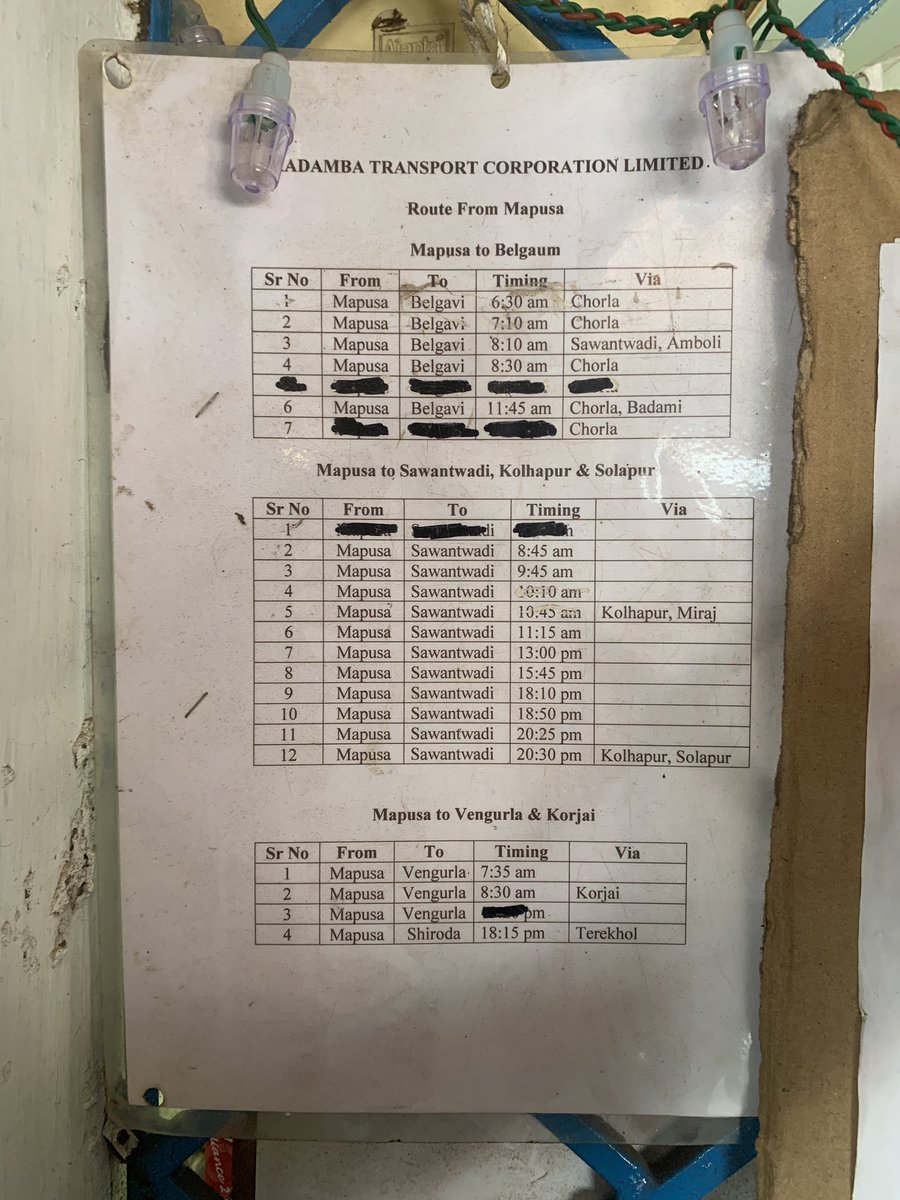 Ajanta
ADAMBA TRANSPORT CORPORATION LIMITED
Route From Mapusa
Mapusa to Belgaum
Sr No From To Timing Via
1 Mapusa Belgavi 6:30 am Chorla
2 Mapusa Belgavi 7:10 am Chorla
3 Mapusa Belgavi 8:10 am Sawantwadi, Amboli
4 Mapusa Belgavi 8:30 am Chorla
6 Mapusa Belgavi 11:45 am Chorla, Badami
7 Chorla
Mapusa to Sawantwadi, Kolhapur & Solapur
Sr No From To Timing Via
1
2 Mapusa Sawantwadi 8:45 am
3 Mapusa Sawantwadi 9:45 am
4 Mapusa Sawantwadi 10:10 am
5 Mapusa Sawantwadi 10:45 am Kolhapur, Miraj
6 Mapusa Sawantwadi 11:15 am
7 Mapusa Sawantwadi 13:00 pm
8 Mapusa Sawantwadi 15:45 pm
9 Mapusa Sawantwadi 18:10 pm
10 Mapusa Sawantwadi 18:50 pm
11 Mapusa Sawantwadi 20:25 pm
12 Mapusa Sawantwadi 20:30 pm Kolhapur, Solapur
Mapusa to Vengurla & Korjai
Sr No From To Timing Via
1 Mapusa Vengurla 7:35 am
2 Mapusa Vengurla 8:30 am Korjai
3 Mapusa Vengurla pm
4 Mapusa Shiroda 18:15 pm Terekhol